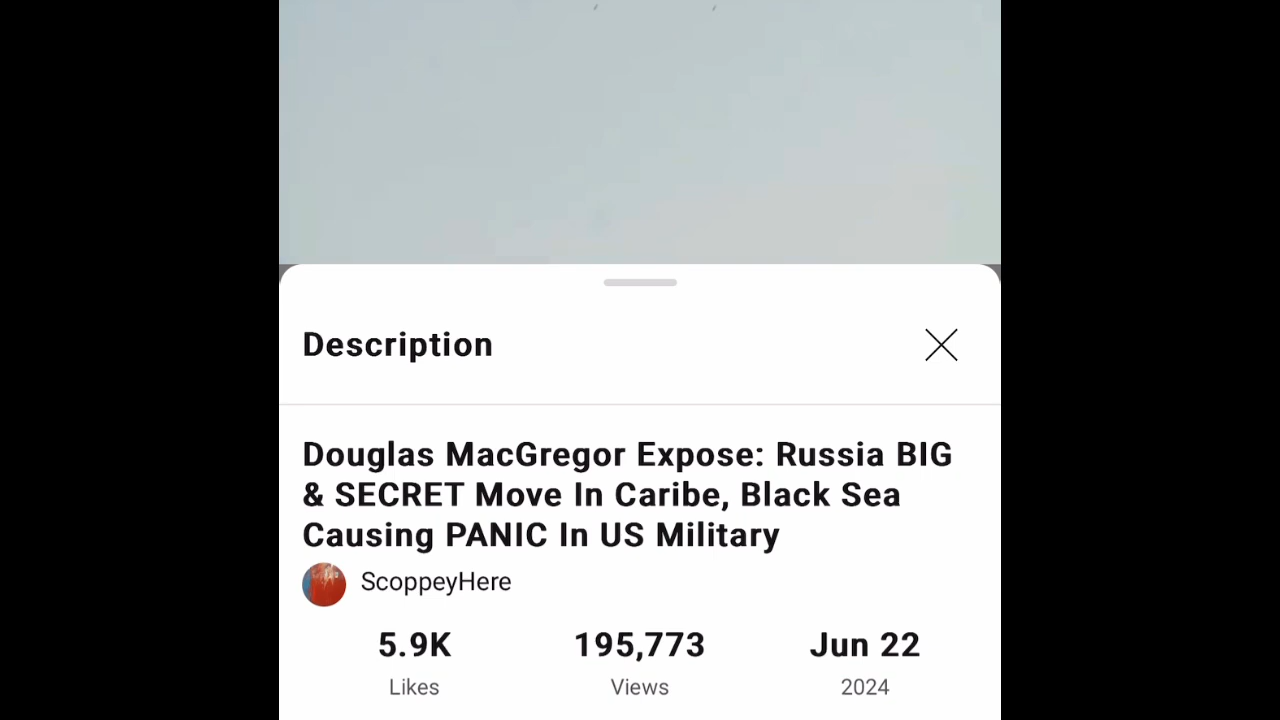 Description
Douglas MacGregor Expose: Russia BIG
& SECRET Move In Caribe, Black Sea
Causing PANIC In US Military
ScoppeyHere
5.9K
195,773
Jun 22
Likes
Views
2024